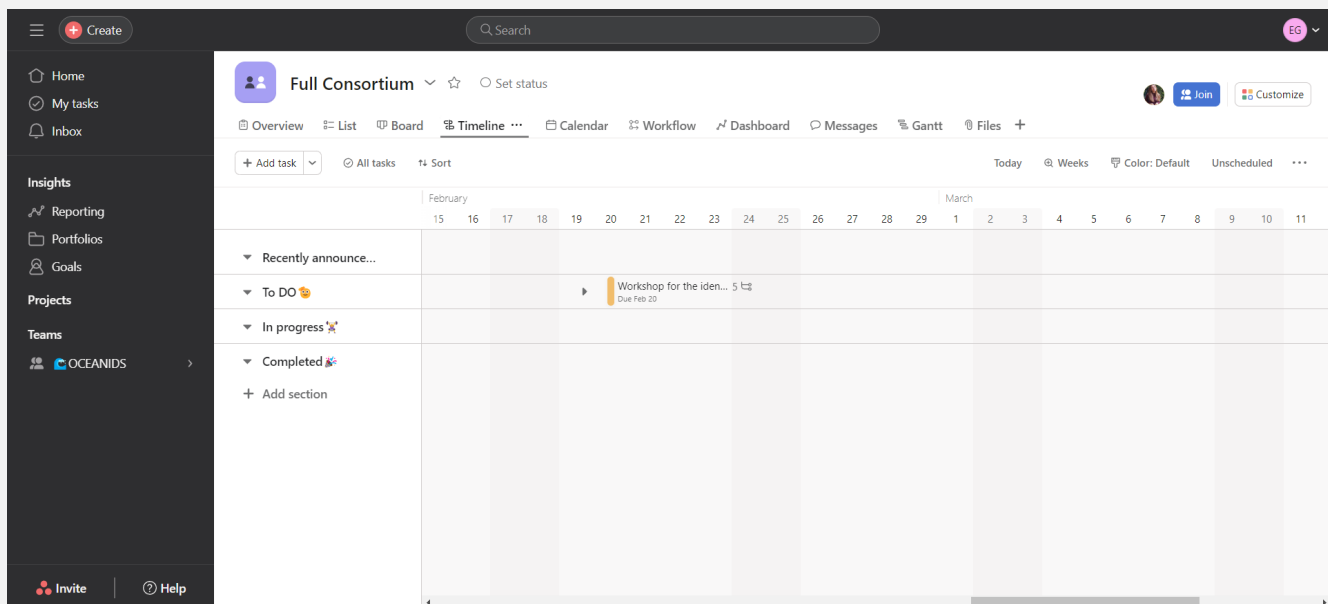 Create
Search
EG
Home
My tasks
Inbox
Insights
Reporting
Portfolios
Goals
Projects
Teams
OCEANIDS
Invite
Help
Full Consortium
Set status
Join
Customize
Overview List Board Timeline ... Calendar Workflow Dashboard Messages Gantt Files +
+ Add task All tasks Sort Today Weeks Color: Default Unscheduled ...
February March
15 16 17 18 19 20 21 22 23 24 25 26 27 28 29 1 2 3 4 5 6 7 8 9 10 11
Recently announce...
To DO
Workshop for the iden... 5
Due Feb 20
In progress
Completed
+ Add section